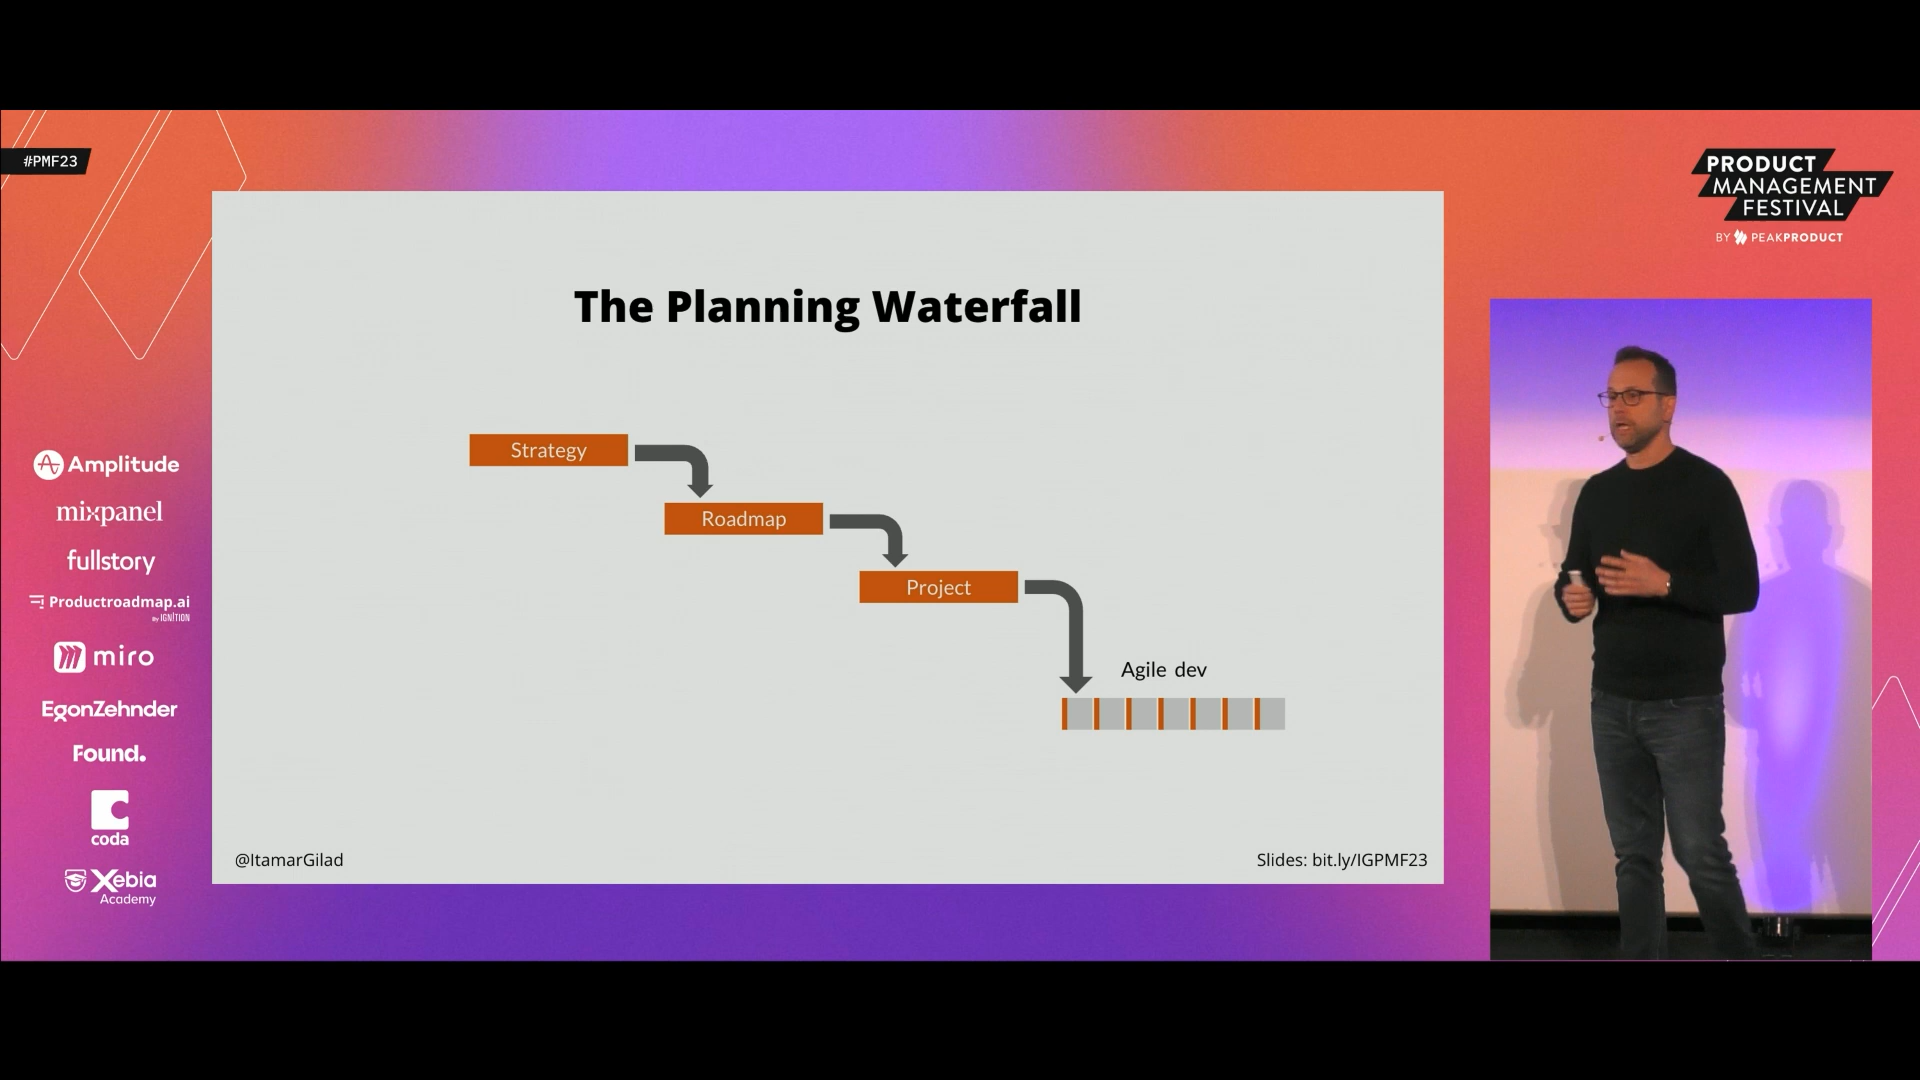 #PMF23
PRODUCT
MANAGEMENT
FESTIVAL
BY PEAKPRODUCT
The Planning Waterfall
Strategy
Roadmap
Project
Agile dev
@ItamarGilad
Slides: bit.ly/IGPMF23
Amplitude
mixpanel
fullstory
Productroadmap.ai
By IGNITION
miro
EgonZehnder
Found.
coda
Xebia
Academy